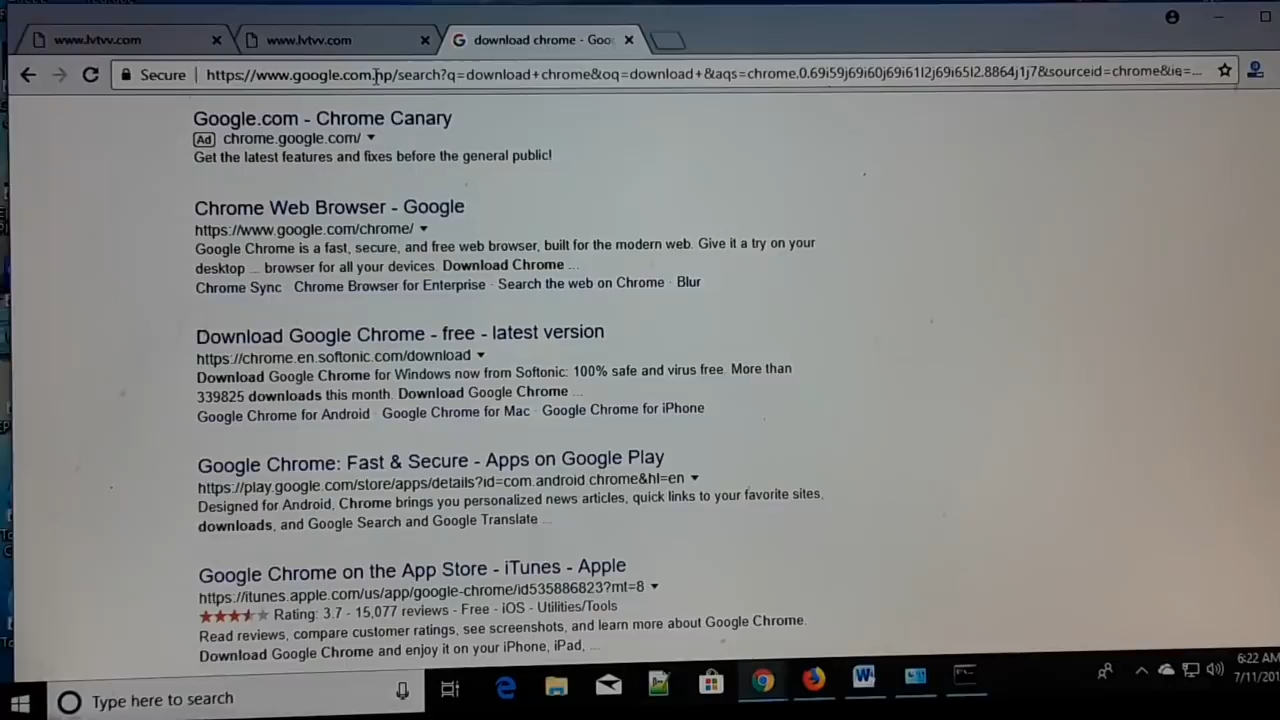 www.lvtvv.com
www.lvtvv.com
download chrome - Goo
Secure
https://www.google.com.np/search?q=download+chrome&oq=download+&aqs=chrome.0.69i59j69i60j69i61l2j69i65l2.8864j1j7&sourceid=chrome&ie=...
Google.com - Chrome Canary
Ad chrome.google.com/
Get the latest features and fixes before the general public!
Chrome Web Browser - Google
https://www.google.com/chrome/
Google Chrome is a fast, secure, and free web browser, built for the modern web. Give it a try on your
desktop ... browser for all your devices. Download Chrome ...
Chrome Sync · Chrome Browser for Enterprise · Search the web on Chrome · Blur
Download Google Chrome - free - latest version
https://chrome.en.softonic.com/download
Download Google Chrome for Windows now from Softonic: 100% safe and virus free. More than
339825 downloads this month. Download Google Chrome ...
Google Chrome for Android · Google Chrome for Mac · Google Chrome for iPhone
Google Chrome: Fast & Secure - Apps on Google Play
https://play.google.com/store/apps/details?id=com.android.chrome&hl=en
Designed for Android, Chrome brings you personalized news articles, quick links to your favorite sites,
downloads, and Google Search and Google Translate ...
Google Chrome on the App Store - iTunes - Apple
https://itunes.apple.com/us/app/google-chrome/id535886823?mt=8
Rating: 3.7 - 15,077 reviews - Free - iOS - Utilities/Tools
Read reviews, compare customer ratings, see screenshots, and learn more about Google Chrome.
Download Google Chrome and enjoy it on your iPhone, iPad, ...
Type here to search
6:22 AM
7/11/201